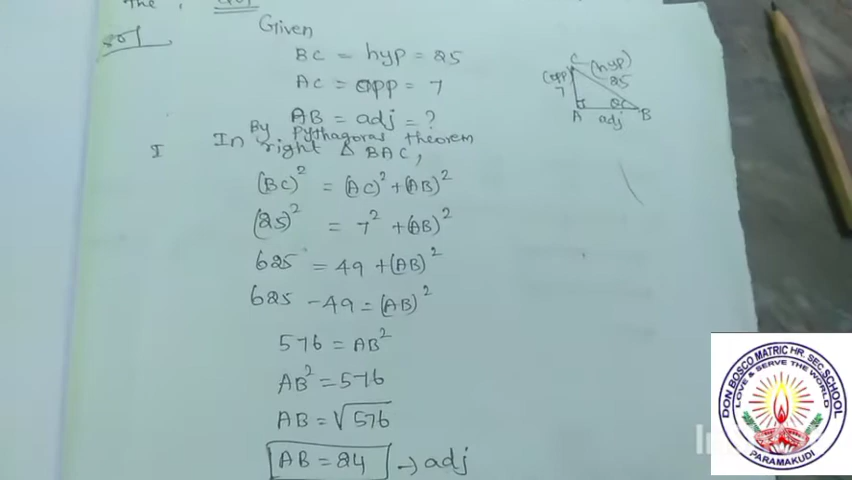 the ,
Sol
Given
BC = hyp = 25
AC = opp = 7
AB = adj = ?
By Pythagoras theorem
I In right Δ BAC,
(BC)² = (AC)² + (AB)²
(25)² = 7² + (AB)²
625 = 49 + (AB)²
625 - 49 = (AB)²
576 = AB²
AB² = 576
AB = √576
AB = 24 → adj
C (hyp)
(opp) 25
7
A B
adj
DON BOSCO MATRIC HR. SEC. SCHOOL
LOVE & SERVE THE WORLD
PARAMAKUDI